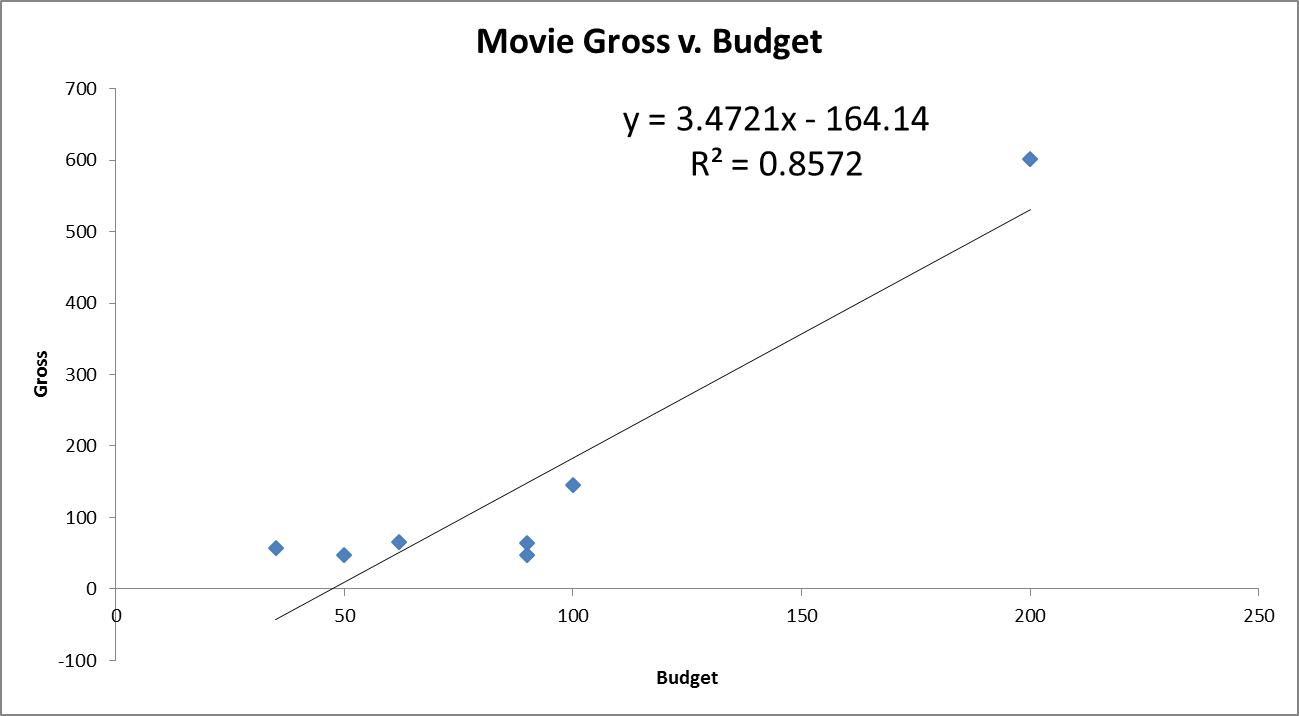 Movie Gross v. Budget
y = 3.4721x - 164.14
R² = 0.8572
700
600
500
400
300
200
100
0
-100
Gross
0 50 100 150 200 250
Budget